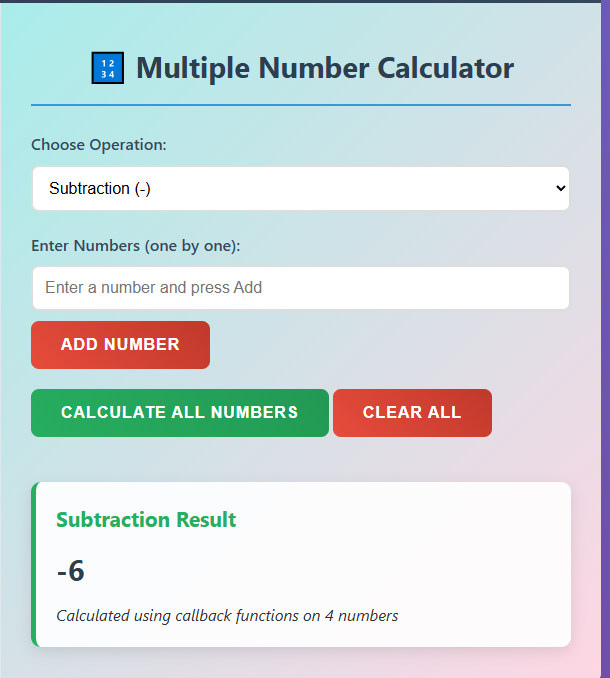 🔢 Multiple Number Calculator
Choose Operation:
Subtraction (-)
Enter Numbers (one by one):
Enter a number and press Add
ADD NUMBER
CALCULATE ALL NUMBERS CLEAR ALL
Subtraction Result
-6
Calculated using callback functions on 4 numbers